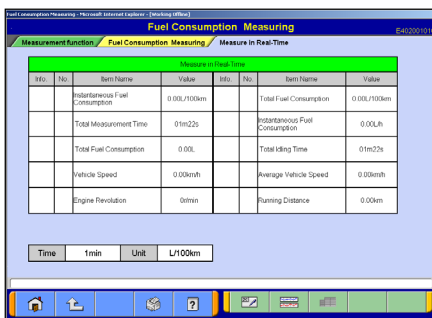 Fuel Consumption Measuring - Microsoft Internet Explorer - [Working Offline]
Fuel Consumption Measuring
E402001010
Measurement function / Fuel Consumption Measuring / Measure in Real-Time
Measure in Real-Time
Info. No. Item Name Value Info. No. Item Name Value
Instantaneous Fuel Consumption 0.00L/100km Total Fuel Consumption 0.00L/100km
Total Measurement Time 01m22s Instantaneous Fuel Consumption 0.00L/h
Total Fuel Consumption 0.00L Total Idling Time 01m22s
Vehicle Speed 0.00km/h Average Vehicle Speed 0.00km/h
Engine Revolution 0r/min Running Distance 0.00km
Time 1min Unit L/100km
?